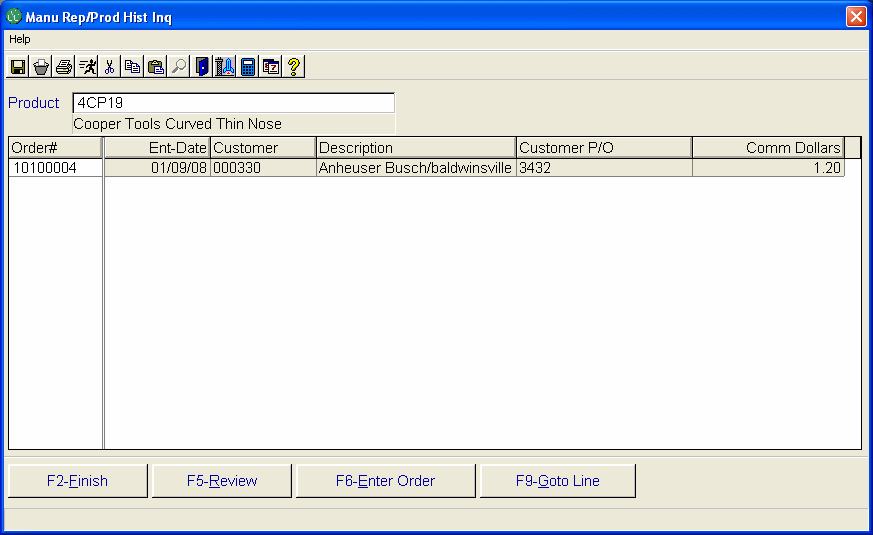 Manu Rep/Prod Hist Inq
Help
Product 4CP19
Cooper Tools Curved Thin Nose
Order# Ent-Date Customer Description Customer P/O Comm Dollars
10100004 01/09/08 000330 Anheuser Busch/baldwinsville 3432 1.20
F2-Finish F5-Review F6-Enter Order F9-Goto Line